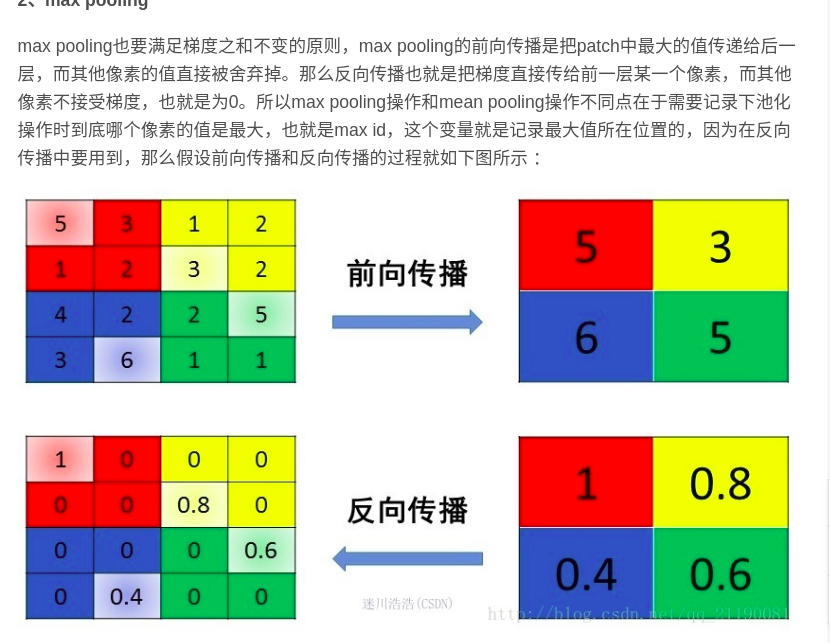 2、max pooling
max pooling也要满足梯度之和不变的原则，max pooling的前向传播是把patch中最大的值传递给后一
层，而其他像素的值直接被舍弃掉。那么反向传播也就是把梯度直接传给前一层某一个像素，而其他
像素不接受梯度，也就是为0。所以max pooling操作和mean pooling操作不同点在于需要记录下池化
操作时到底哪个像素的值是最大，也就是max id，这个变量就是记录最大值所在位置的，因为在反向
传播中要用到，那么假设前向传播和反向传播的过程就如下图所示 ：
5 3 1 2
1 2 3 2
4 2 2 5
3 6 1 1
前向传播
5 3
6 5
1 0 0 0
0 0 0.8 0
0 0 0 0.6
0 0.4 0 0
反向传播
迷川浩浩(CSDN)
1 0.8
0.4 0.6
http://blog.csdn.net/qq_21190081